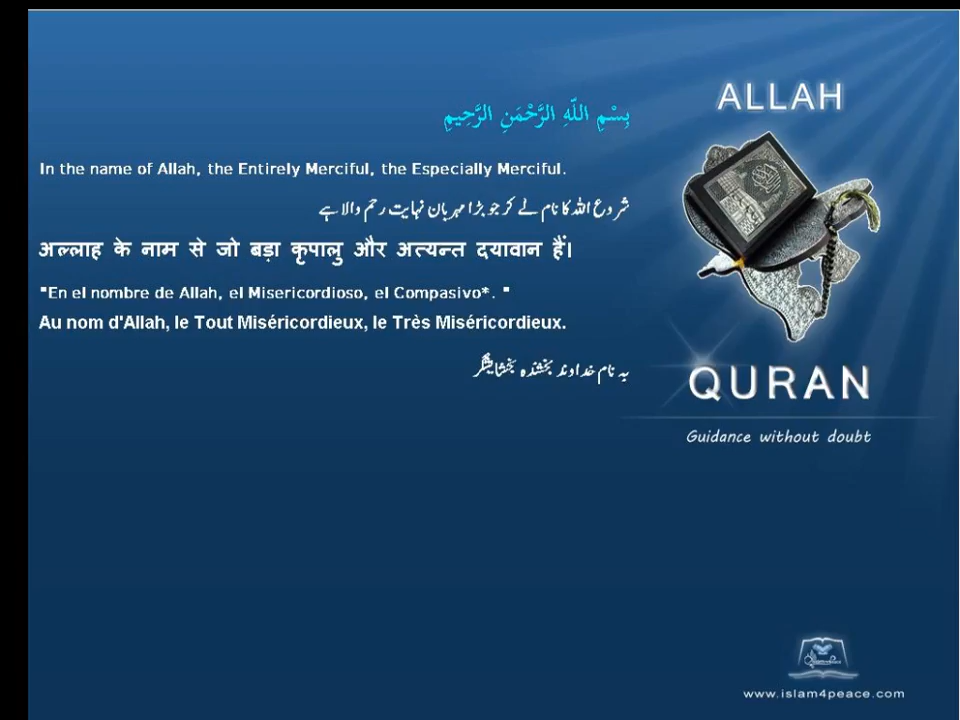 بِسْمِ اللَّهِ الرَّحْمَنِ الرَّحِيمِ
In the name of Allah, the Entirely Merciful, the Especially Merciful.
شروع اللہ کا نام لے کر جو بڑا مہربان نہایت رحم والا ہے
अल्लाह के नाम से जो बड़ा कृपालु और अत्यन्त दयावान हैं।
"En el nombre de Allah, el Misericordioso, el Compasivo*. "
Au nom d'Allah, le Tout Miséricordieux, le Très Miséricordieux.
به نام خداوند بخشنده بخشایشگر
ALLAH
QURAN
Guidance without doubt
www.islam4peace.com